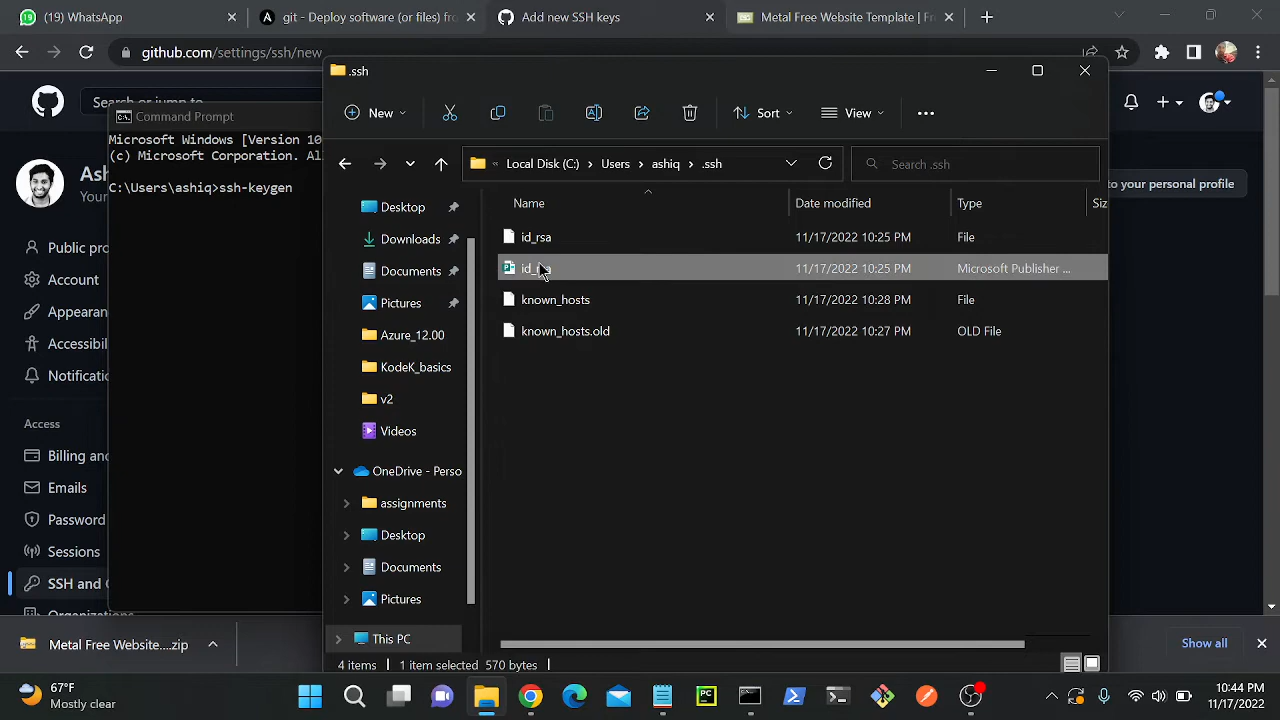 WhatsApp
git - Deploy software (or files) fro
Add new SSH keys
Metal Free Website Template | Fr
github.com/settings/ssh/new
Search or jump to
Ash
Your
to your personal profile
Public pro
Account
Appearan
Accessibil
Notificatio
Access
Billing an
Emails
Password
Sessions
SSH and G
Organizations
Command Prompt
Microsoft Windows [Version 10
(c) Microsoft Corporation. All
C:\Users\ashiq>ssh-keygen
.ssh
New
Sort
View
Local Disk (C:) > Users > ashiq > .ssh
Search .ssh
Name
Date modified
Type
Siz
id_rsa
11/17/2022 10:25 PM
File
11/17/2022 10:25 PM
Microsoft Publisher ...
known_hosts
11/17/2022 10:28 PM
File
known_hosts.old
11/17/2022 10:27 PM
OLD File
Desktop
Downloads
Documents
Pictures
Azure_12.00
KodeK_basics
v2
Videos
OneDrive - Perso
assignments
Desktop
Documents
Pictures
This PC
4 items
1 item selected 570 bytes
Metal Free Website....zip
Show all
67°F
Mostly clear
10:44 PM
11/17/2022